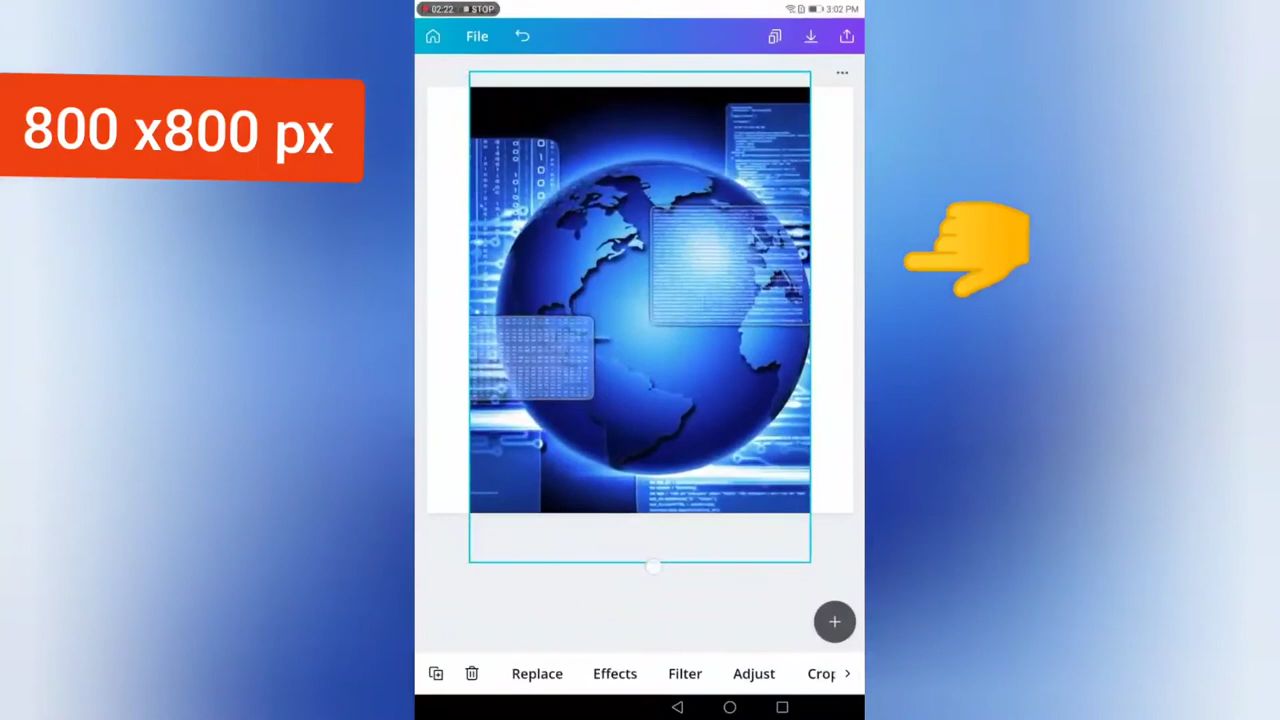 02:22 STOP
3:02 PM
File
800 x800 px
Replace
Effects
Filter
Adjust
Crop